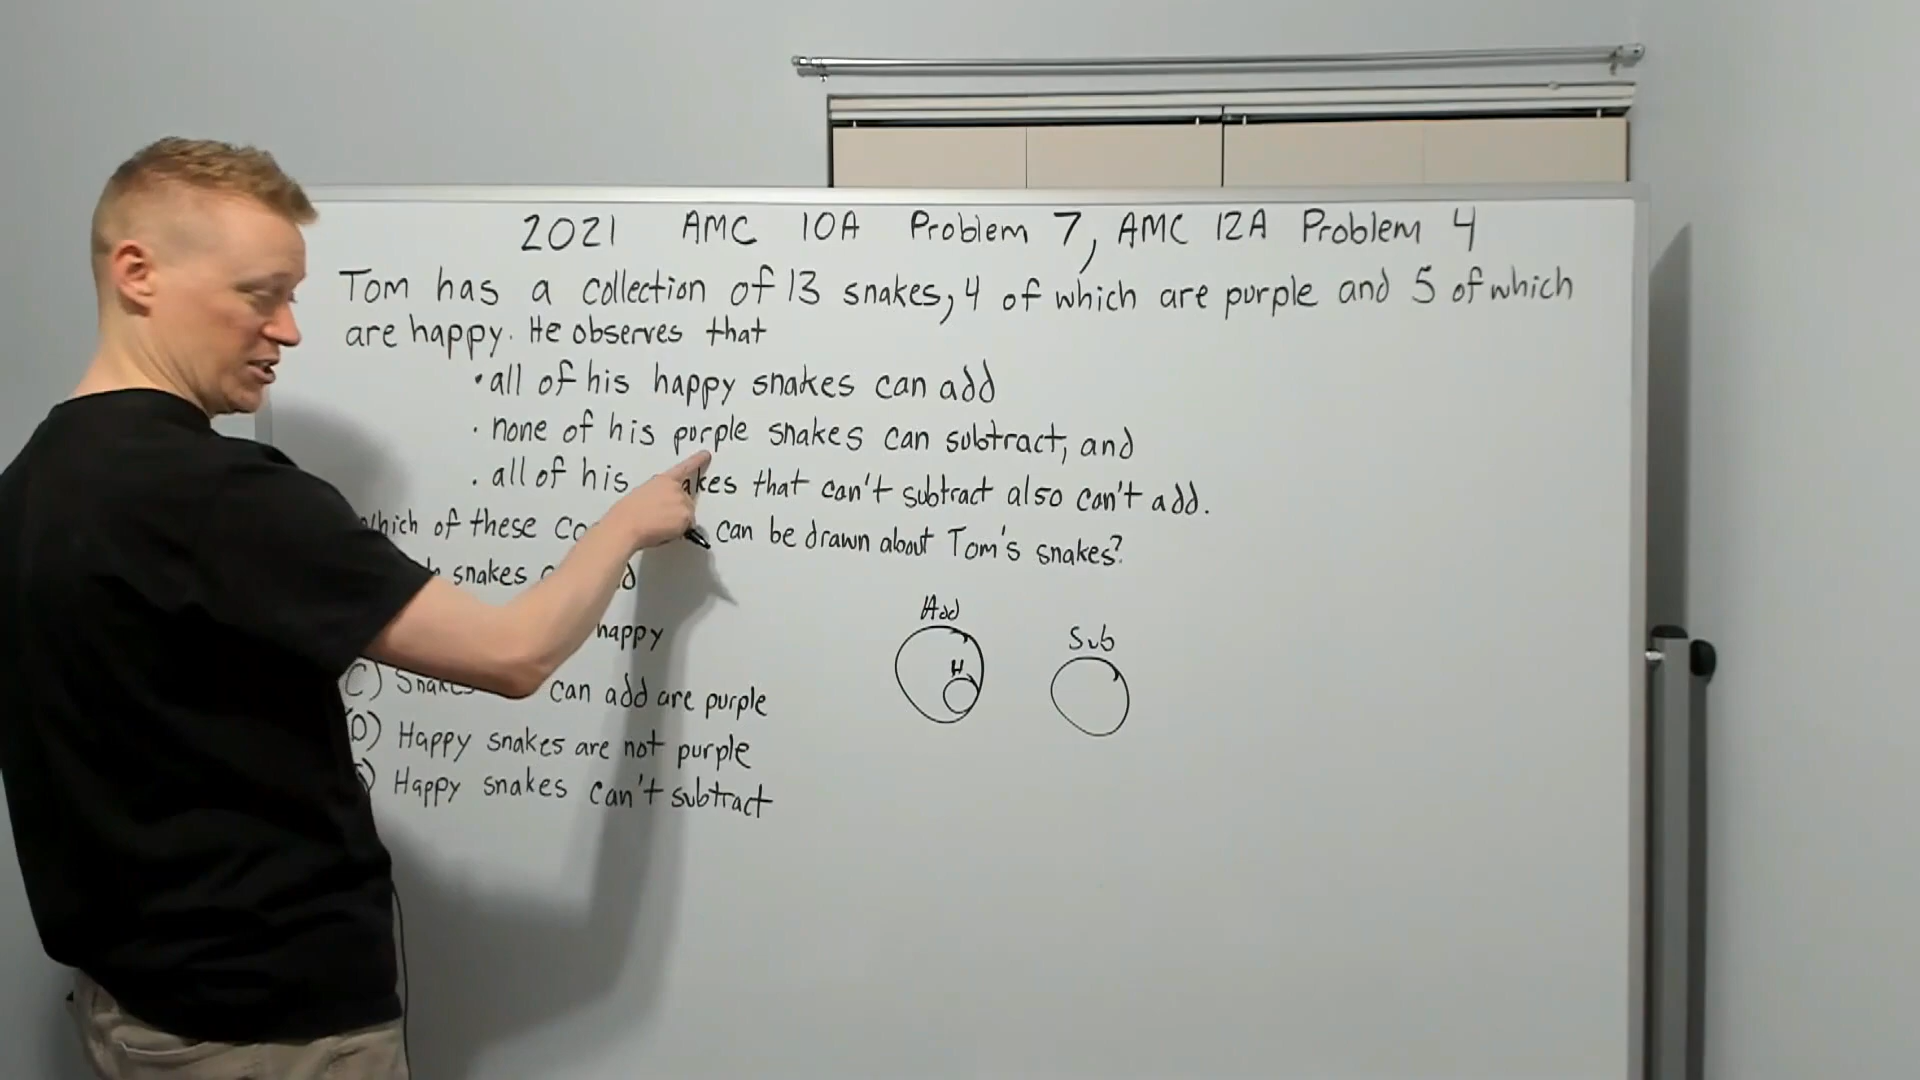 2021 AMC 10A Problem 7, AMC 12A Problem 4
Tom has a collection of 13 snakes, 4 of which are purple and 5 of which
are happy. He observes that
· all of his happy snakes can add
· none of his purple snakes can subtract, and
· all of his that can't subtract also can't add.
of these can be drawn about Tom's snakes?
snakes
happy
C) can add are purple
(D) Happy snakes are not purple
Happy snakes can't subtract
Add
H
Sub